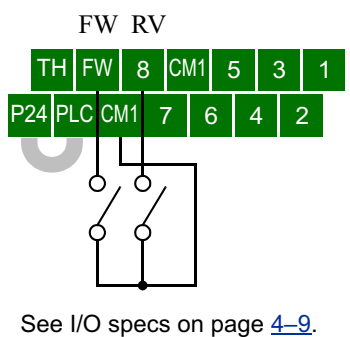 FW RV
TH FW 8 CM1 5 3 1
P24 PLC CM1 7 6 4 2
See I/O specs on page 4–9.